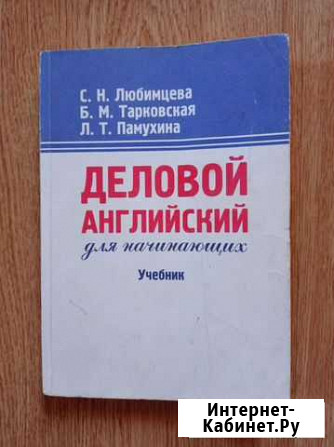 С. Н. Любимцева
Б. М. Тарковская
Л. Т. Памухина
ДЕЛОВОЙ
АНГЛИЙСКИЙ
для начинающих
Учебник
Интернет-
Кабинет.Ру